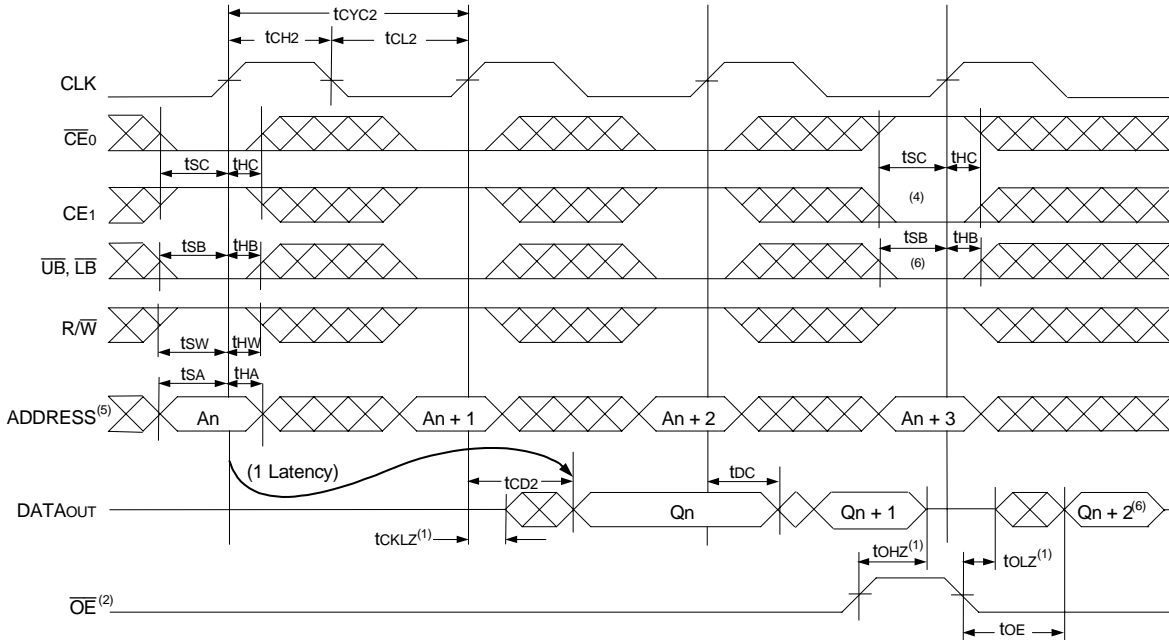 tCYC2
tCH2 tCL2
CLK
CE0
tSC tHC tSC tHC
CE1 (4)
tSB tHB tSB tHB
UB, LB (6)
R/W
tSW tHW
tSA tHA
ADDRESS(5) An An + 1 An + 2 An + 3
(1 Latency) tCD2 tDC
DATAOUT Qn Qn + 1 Qn + 2(6)
tCKLZ(1) tOHZ(1) tOLZ(1)
OE(2)
tOE